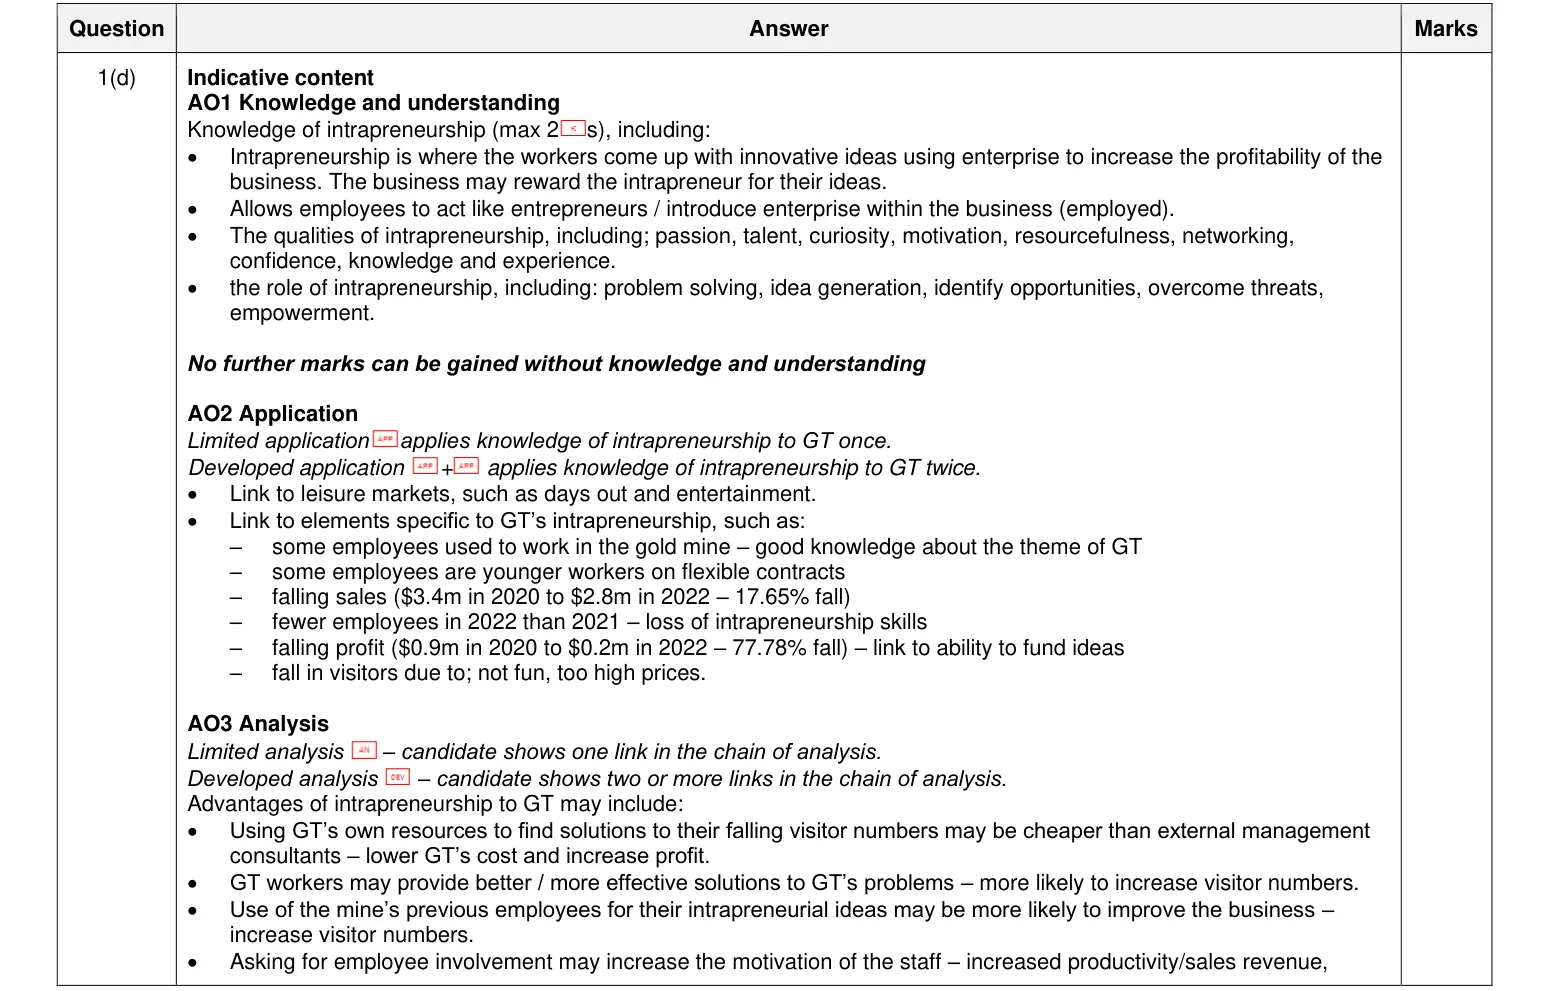 Question Answer Marks
1(d) Indicative content
AO1 Knowledge and understanding
Knowledge of intrapreneurship (max 2 K s), including:
• Intrapreneurship is where the workers come up with innovative ideas using enterprise to increase the profitability of the
business. The business may reward the intrapreneur for their ideas.
• Allows employees to act like entrepreneurs / introduce enterprise within the business (employed).
• The qualities of intrapreneurship, including; passion, talent, curiosity, motivation, resourcefulness, networking,
confidence, knowledge and experience.
• the role of intrapreneurship, including: problem solving, idea generation, identify opportunities, overcome threats,
empowerment.
No further marks can be gained without knowledge and understanding
AO2 Application
Limited application APP applies knowledge of intrapreneurship to GT once.
Developed application APP + APP applies knowledge of intrapreneurship to GT twice.
• Link to leisure markets, such as days out and entertainment.
• Link to elements specific to GT’s intrapreneurship, such as:
– some employees used to work in the gold mine – good knowledge about the theme of GT
– some employees are younger workers on flexible contracts
– falling sales ($3.4m in 2020 to $2.8m in 2022 – 17.65% fall)
– fewer employees in 2022 than 2021 – loss of intrapreneurship skills
– falling profit ($0.9m in 2020 to $0.2m in 2022 – 77.78% fall) – link to ability to fund ideas
– fall in visitors due to; not fun, too high prices.
AO3 Analysis
Limited analysis AN – candidate shows one link in the chain of analysis.
Developed analysis DEV – candidate shows two or more links in the chain of analysis.
Advantages of intrapreneurship to GT may include:
• Using GT’s own resources to find solutions to their falling visitor numbers may be cheaper than external management
consultants – lower GT’s cost and increase profit.
• GT workers may provide better / more effective solutions to GT’s problems – more likely to increase visitor numbers.
• Use of the mine’s previous employees for their intrapreneurial ideas may be more likely to improve the business –
increase visitor numbers.
• Asking for employee involvement may increase the motivation of the staff – increased productivity/sales revenue,